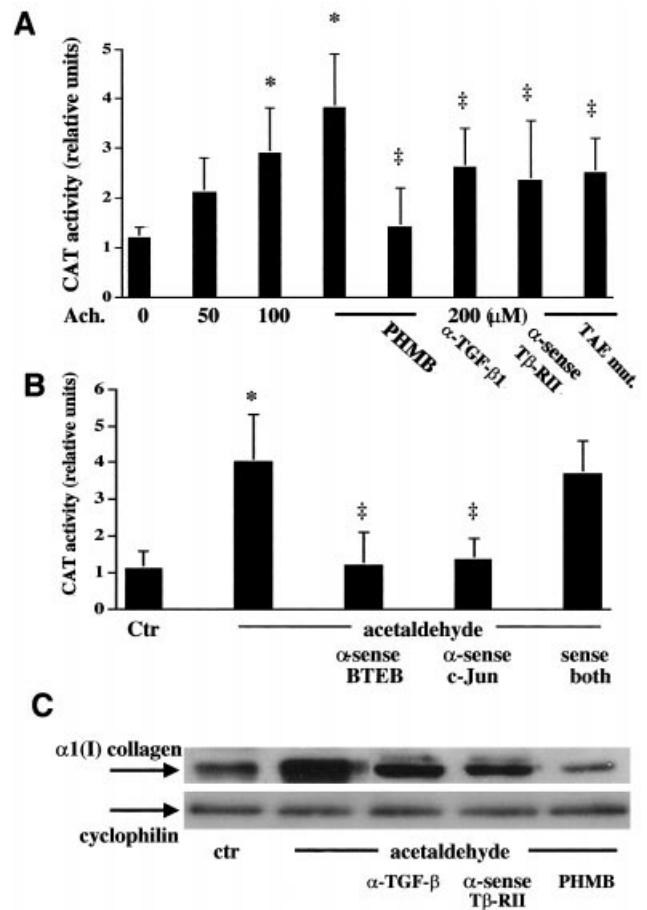 A
CAT activity (relative units)
5
4
3
2
1
0
*
*
‡
‡
‡
‡
Ach. 0 50 100 200 (μM)
PHMB
α-TGF-β1
α-sense
Tβ-RII
TAE mut.
B
CAT activity (relative units)
6
5
4
3
2
1
0
*
‡
‡
Ctr acetaldehyde
α-sense α-sense sense
BTEB c-Jun both
C
α1(I) collagen
cyclophilin
ctr acetaldehyde
α-TGF-β α-sense PHMB
Tβ-RII